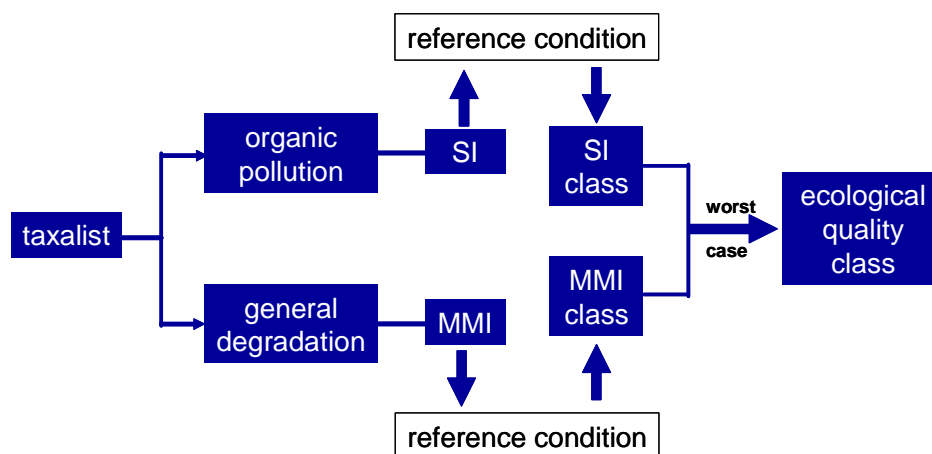 reference condition
organic
pollution
SI
SI
class
taxalist
worst
case
ecological
quality
class
general
degradation
MMI
MMI
class
reference condition